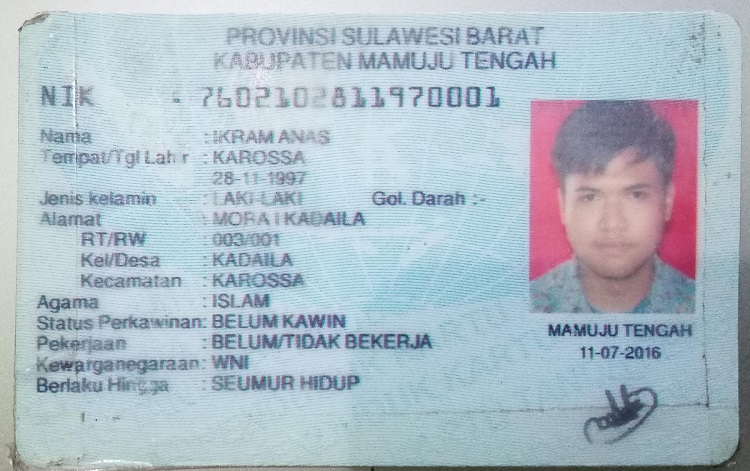 PROVINSI SULAWESI BARAT
KABUPATEN MAMUJU TENGAH
NIK : 7602102811970001
Nama : IKRAM ANAS
Tempat/Tgl Lahir : KAROSSA
28-11-1997
Jenis kelamin : LAKI-LAKI Gol. Darah :-
Alamat : MORA I KADAILA
RT/RW : 003/001
Kel/Desa : KADAILA
Kecamatan : KAROSSA
Agama : ISLAM
Status Perkawinan: BELUM KAWIN
Pekerjaan : BELUM/TIDAK BEKERJA
Kewarganegaraan: WNI
Berlaku Hingga : SEUMUR HIDUP
MAMUJU TENGAH
11-07-2016